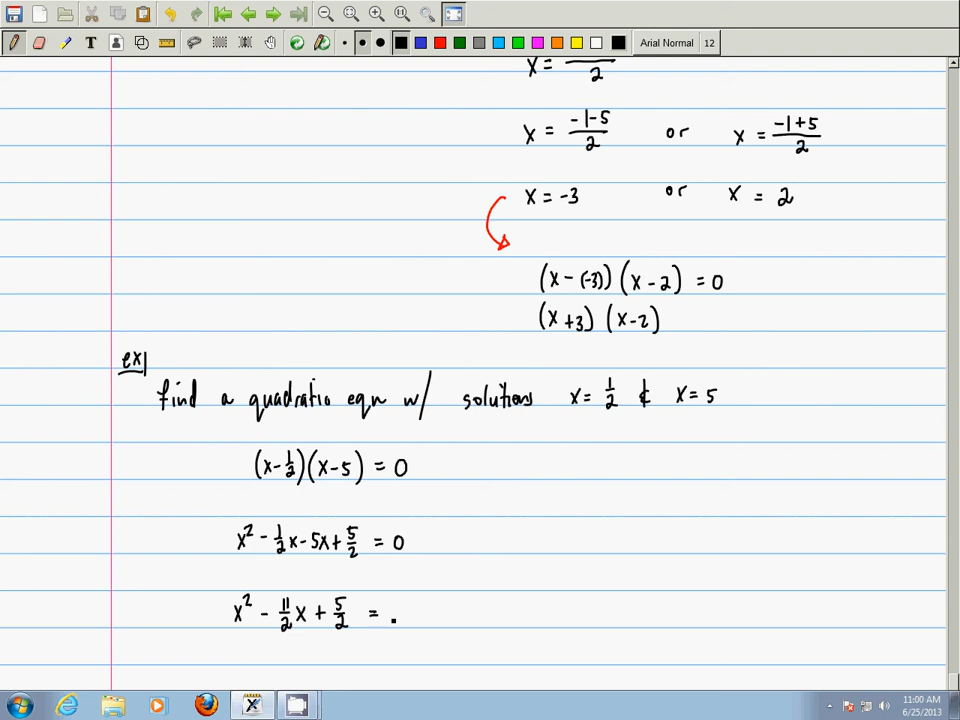 Arial Normal 12
x = ___/2
x = (-1-5)/2 or x = (-1+5)/2
x = -3 or x = 2
(x - (-3)) (x - 2) = 0
(x + 3) (x - 2)
ex|
find a quadratic eqn w/ solutions x = 1/2 & x = 5
(x - 1/2)(x - 5) = 0
x² - 1/2x - 5x + 5/2 = 0
x² - 11/2x + 5/2 =
11:00 AM
6/25/2013